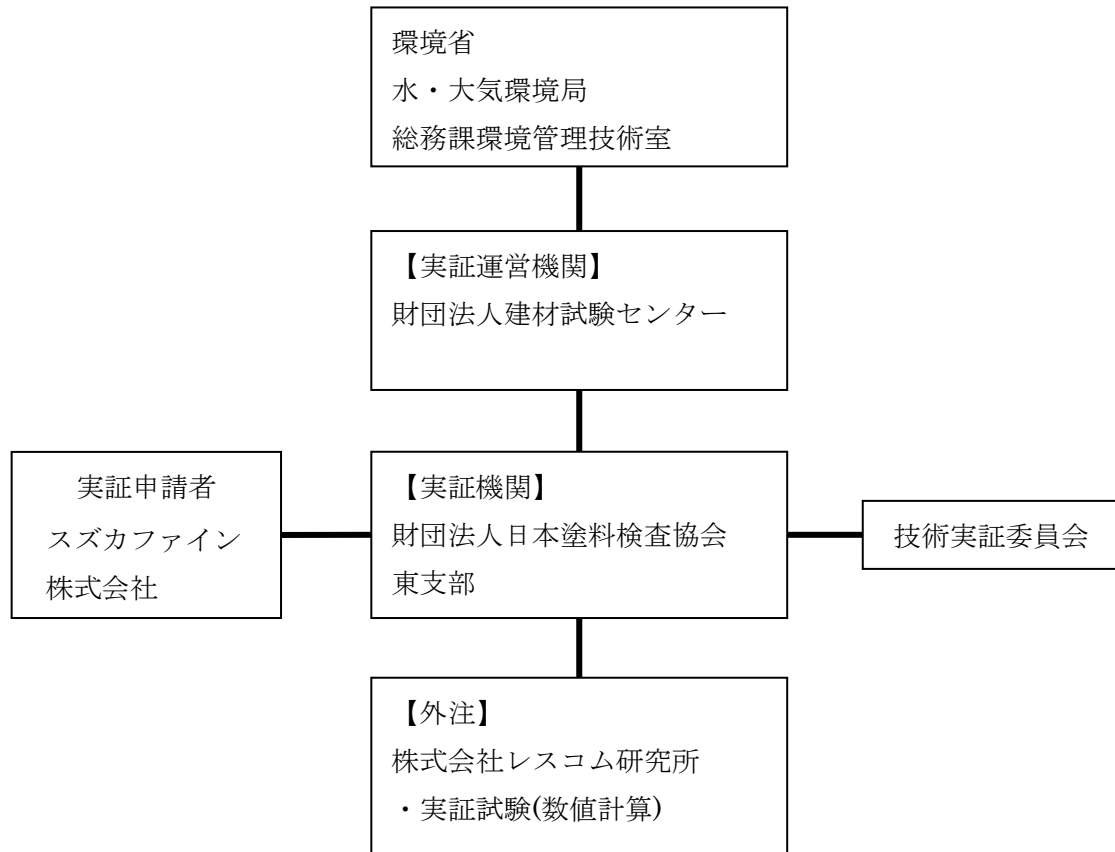 環境省
水・大気環境局
総務課環境管理技術室
【実証運営機関】
財団法人建材試験センター
実証申請者
スズカファイン
株式会社
【実証機関】
財団法人日本塗料検査協会
東支部
技術実証委員会
【外注】
株式会社レスコム研究所
・実証試験(数値計算)